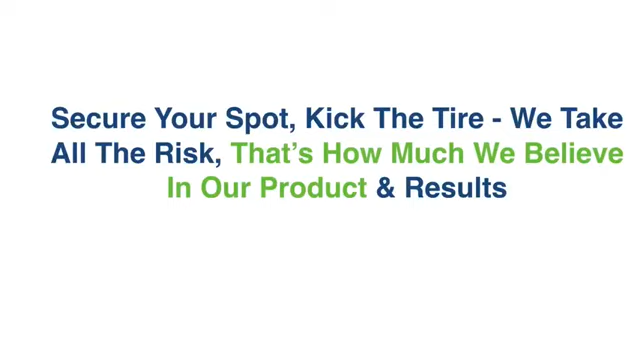 Secure Your Spot, Kick The Tire - We Take
All The Risk, That's How Much We Believe
In Our Product & Results